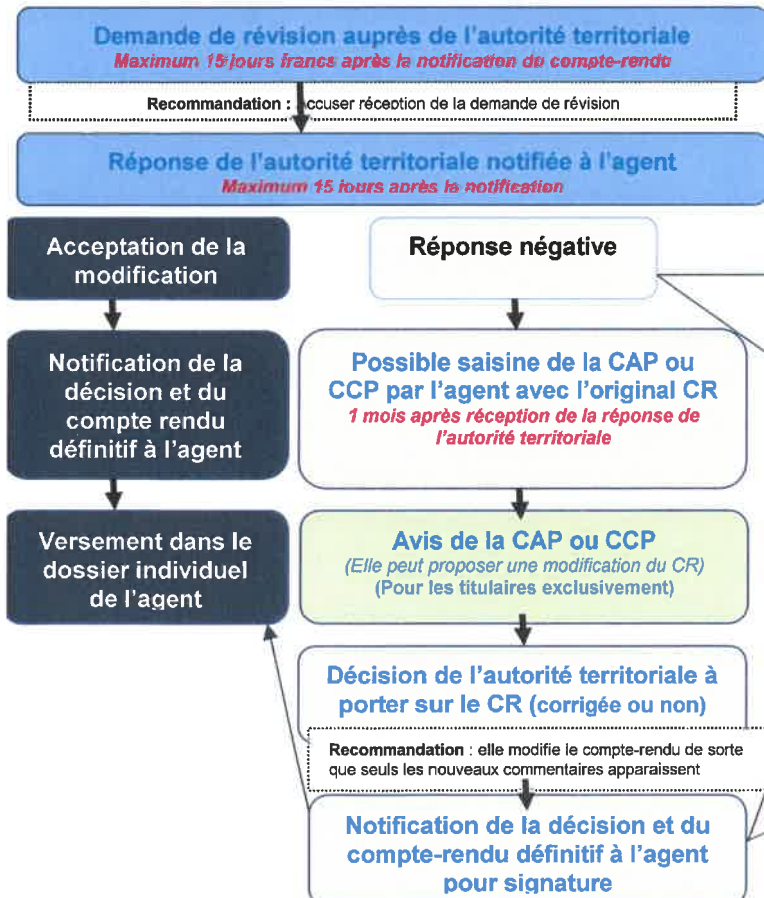 Demande de révision auprès de l'autorité territoriale
Maximum 15 jours francs après la notification du compte-rendu
Recommandation : Accuser réception de la demande de révision
Réponse de l'autorité territoriale notifiée à l'agent
Maximum 15 jours après la notification
Acceptation de la
modification
Réponse négative
Notification de la
décision et du
compte rendu
définitif à l'agent
Possible saisine de la CAP ou
CCP par l'agent avec l'original CR
1 mois après réception de la réponse de
l'autorité territoriale
Versement dans le
dossier individuel
de l'agent
Avis de la CAP ou CCP
(Elle peut proposer une modification du CR)
(Pour les titulaires exclusivement)
Décision de l'autorité territoriale à
porter sur le CR (corrigée ou non)
Recommandation : elle modifie le compte-rendu de sorte
que seuls les nouveaux commentaires apparaissent
Notification de la décision et du
compte-rendu définitif à l'agent
pour signature